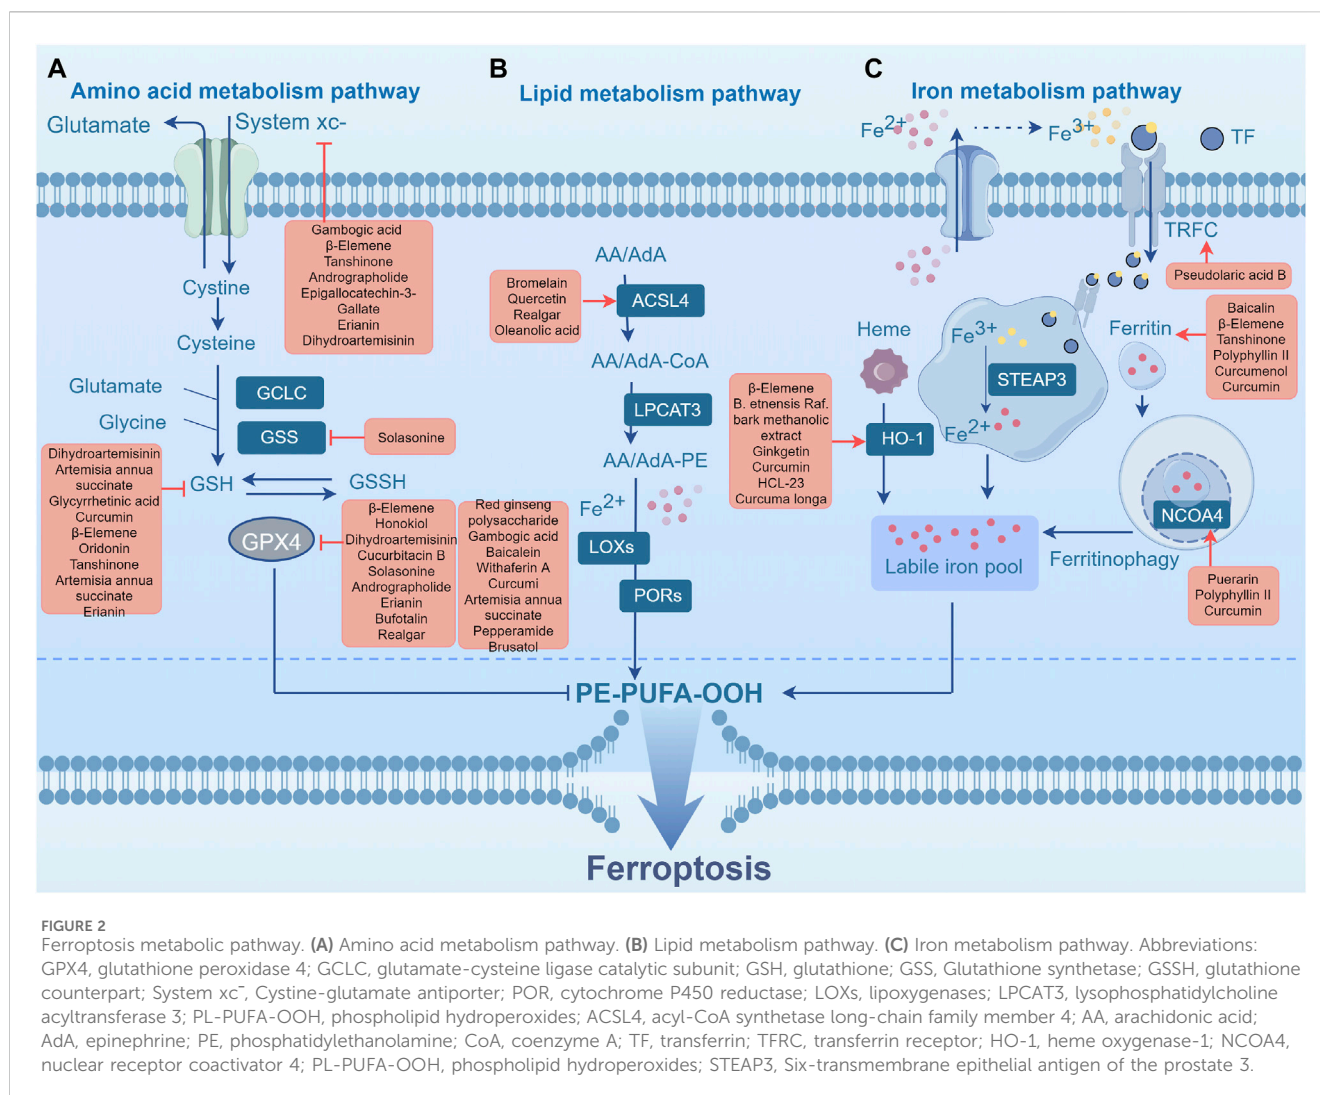 A
Amino acid metabolism pathway
Glutamate
System xc-
Gambogic acid
β-Elemene
Tanshinone
Andrographolide
Epigallocatechin-3-
Gallate
Erianin
Dihydroartemisinin
Cystine
Cysteine
Glutamate
Glycine
GCLC
GSS
Solasonine
Dihydroartemisinin
Artemisia annua
succinate
Glycyrrhetinic acid
Curcumin
β-Elemene
Oridonin
Tanshinone
Artemisia annua
succinate
Erianin
GSH
GSSH
GPX4
β-Elemene
Honokiol
Dihydroartemisinin
Cucurbitacin B
Solasonine
Andrographolide
Erianin
Bufotalin
Realgar
Red ginseng
polysaccharide
Gambogic acid
Baicalein
Withaferin A
Curcumi
Artemisia annua
succinate
Pepperamide
Brusatol
B
Lipid metabolism pathway
AA/AdA
Bromelain
Quercetin
Realgar
Oleanolic acid
ACSL4
AA/AdA-CoA
LPCAT3
AA/AdA-PE
Fe2+
LOXs
PORs
C
Iron metabolism pathway
Fe2+
Fe3+
TF
TRFC
Pseudolaric acid B
Heme
Fe3+
STEAP3
Fe2+
Ferritin
Baicalin
β-Elemene
Tanshinone
Polyphyllin II
Curcumenol
Curcumin
β-Elemene
B. etnensis Raf.
bark methanolic
extract
Ginkgetin
Curcumin
HCL-23
Curcuma longa
HO-1
NCOA4
Labile iron pool
Ferritinophagy
Puerarin
Polyphyllin II
Curcumin
PE-PUFA-OOH
Ferroptosis
FIGURE 2
Ferroptosis metabolic pathway. (A) Amino acid metabolism pathway. (B) Lipid metabolism pathway. (C) Iron metabolism pathway. Abbreviations:
GPX4, glutathione peroxidase 4; GCLC, glutamate-cysteine ligase catalytic subunit; GSH, glutathione; GSS, Glutathione synthetase; GSSH, glutathione
counterpart; System xc⁻, Cystine-glutamate antiporter; POR, cytochrome P450 reductase; LOXs, lipoxygenases; LPCAT3, lysophosphatidylcholine
acyltransferase 3; PL-PUFA-OOH, phospholipid hydroperoxides; ACSL4, acyl-CoA synthetase long-chain family member 4; AA, arachidonic acid;
AdA, epinephrine; PE, phosphatidylethanolamine; CoA, coenzyme A; TF, transferrin; TFRC, transferrin receptor; HO-1, heme oxygenase-1; NCOA4,
nuclear receptor coactivator 4; PL-PUFA-OOH, phospholipid hydroperoxides; STEAP3, Six-transmembrane epithelial antigen of the prostate 3.